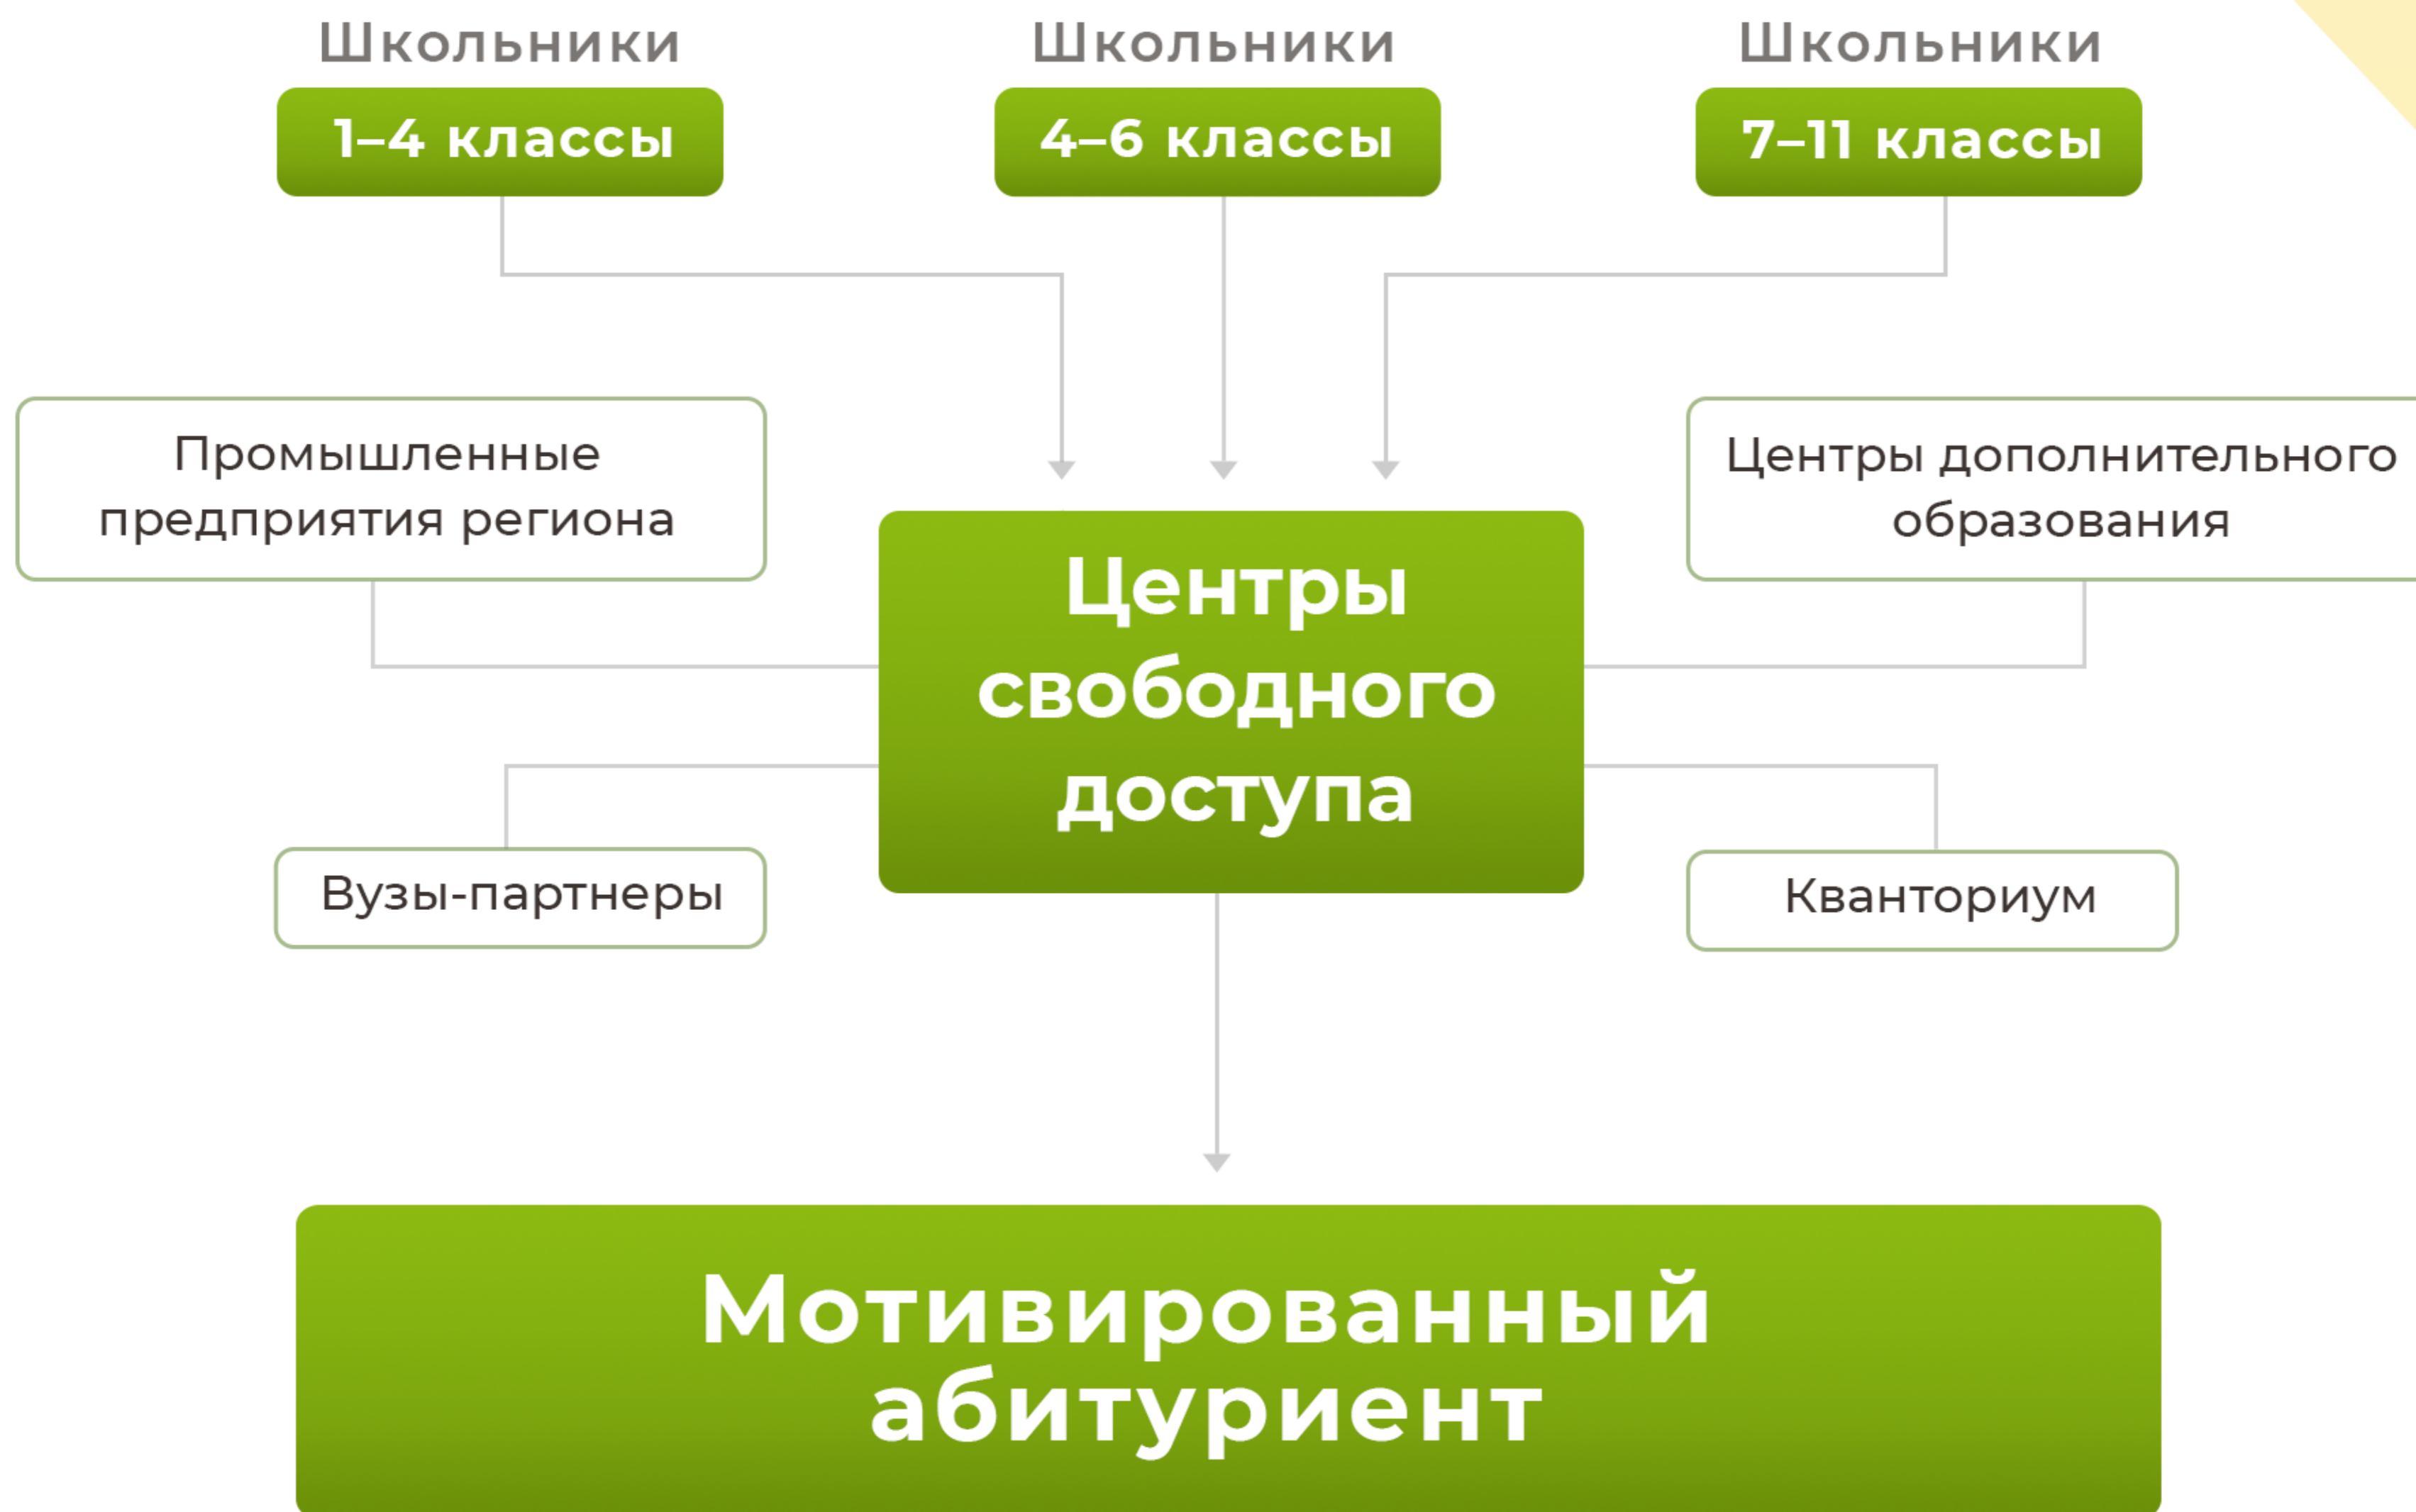 Школьники
1–4 классы
Школьники
4–6 классы
Школьники
7–11 классы
Промышленные
предприятия региона
Центры дополнительного
образования
Центры
свободного
доступа
Вузы-партнеры
Кванториум
Мотивированный
абитуриент